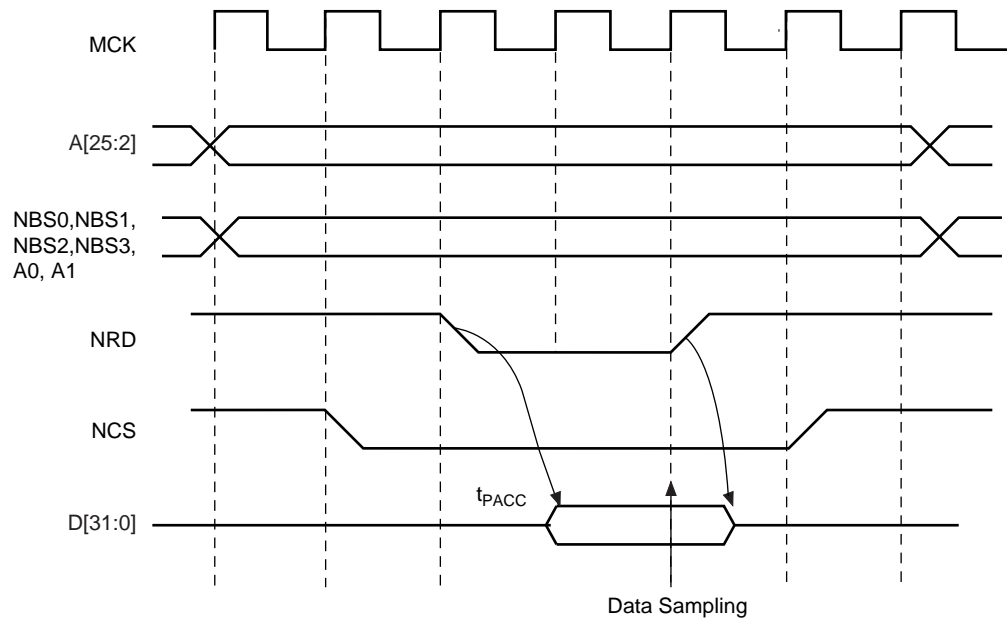 MCK
A[25:2]
NBS0,NBS1,
NBS2,NBS3,
A0, A1
NRD
NCS
tPACC
D[31:0]
Data Sampling